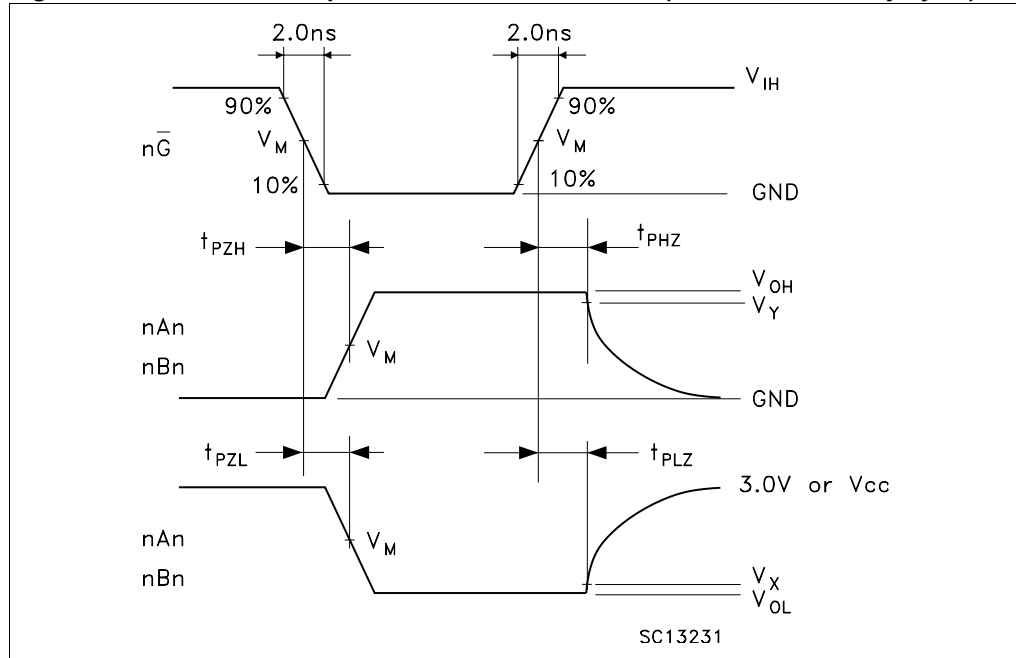 2.0ns 2.0ns
V_IH
90% 90%
nG̅ V_M V_M
10% 10%
GND
t_PZH t_PHZ
V_OH
V_Y
nAn
V_M
nBn
GND
t_PZL t_PLZ
3.0V or Vcc
nAn V_M
nBn
V_X
V_OL
SC13231